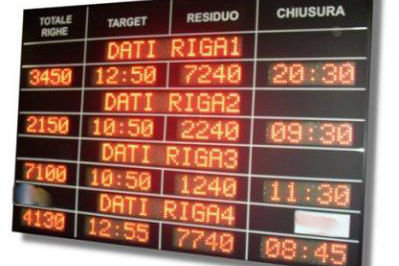 TOTALE RIGHE TARGET RESIDUO CHIUSURA
DATI RIGA1
3450 12:50 7240 20:30
DATI RIGA2
2150 10:50 2240 09:30
DATI RIGA3
7100 10:50 1240 11:30
DATI RIGA4
4130 12:55 7740 08:45